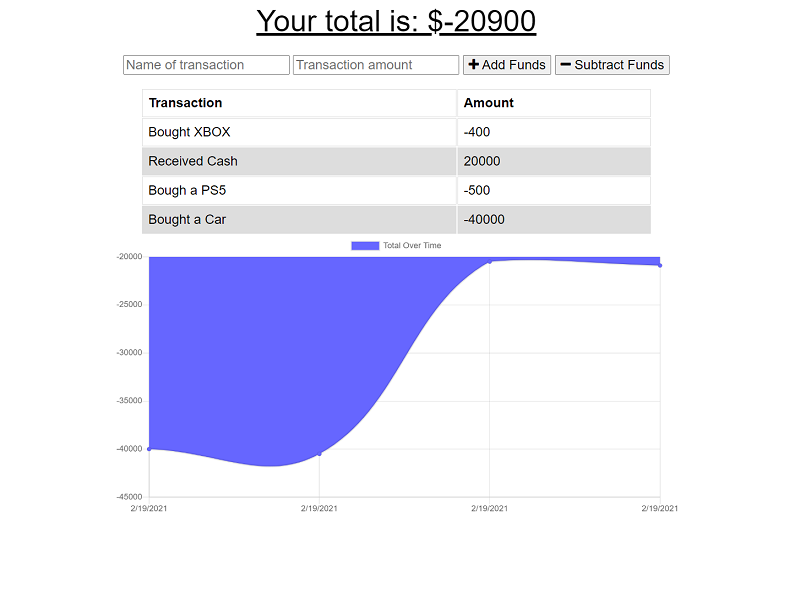 Your total is: $-20900
Name of transaction Transaction amount + Add Funds − Subtract Funds
Transaction Amount
Bought XBOX -400
Received Cash 20000
Bough a PS5 -500
Bought a Car -40000
Total Over Time
-20000
-25000
-30000
-35000
-40000
-45000
2/19/2021 2/19/2021 2/19/2021 2/19/2021